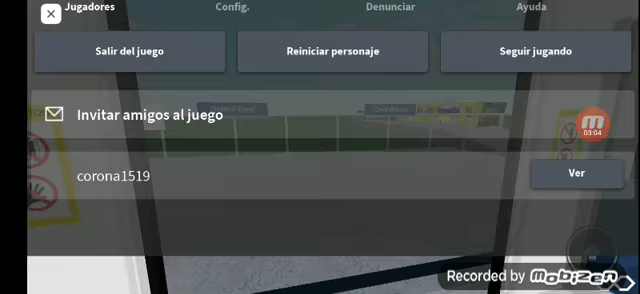 Jugadores Config. Denunciar Ayuda
Salir del juego Reiniciar personaje Seguir jugando
Invitar amigos al juego
03:04
corona1519 Ver
Recorded by Mobizen